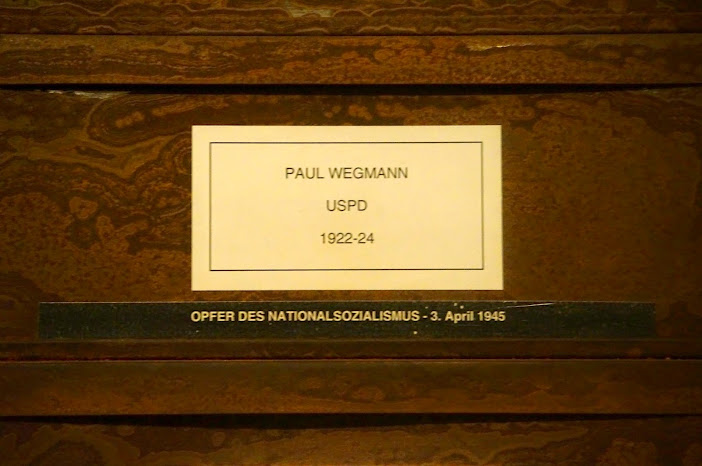 PAUL WEGMANN
USPD
1922-24
OPFER DES NATIONALSOZIALISMUS - 3. April 1945